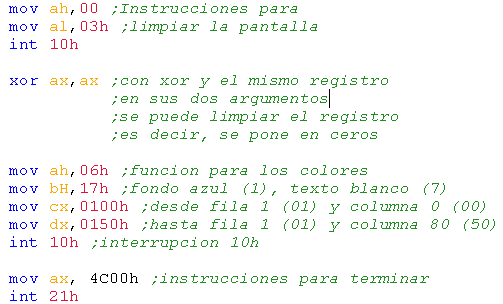 mov ah,00 ;Instrucciones para
mov al,03h ;limpiar la pantalla
int 10h
xor ax,ax ;con xor y el mismo registro
;en sus dos argumentos
;se puede limpiar el registro
;es decir, se pone en ceros
mov ah,06h ;funcion para los colores
mov bH,17h ;fondo azul (1), texto blanco (7)
mov cx,0100h ;desde fila 1 (01) y columna 0 (00)
mov dx,0150h ;hasta fila 1 (01) y columna 80 (50)
int 10h ;interrupcion 10h
mov ax, 4C00h ;instrucciones para terminar
int 21h